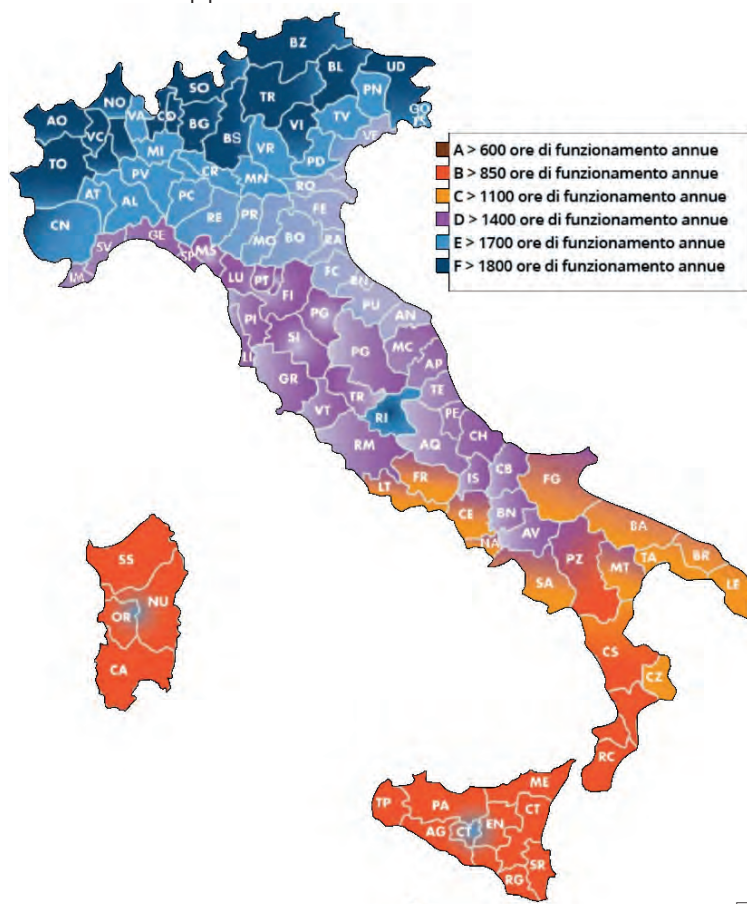 BZ
BL
UD
SO
PN
NO
TR
AO
VA
CO
BG
TV
GO
VC
BS
VI
TS
VE
TO
MI
VR
PD
PV
CR
MN
RO
AT
AL
PC
CN
RE
PR
FE
MO
BO
RA
GE
SV
SP
MS
FC
IM
LU
PT
RN
FI
PU
PI
PG
AN
SI
MC
LI
PG
AP
GR
TE
TR
VT
RI
PE
CH
RM
AQ
CB
FG
LT
FR
IS
CE
BN
BA
NA
AV
PZ
TA
BR
MT
SA
LE
CS
CZ
RC
SS
NU
OR
CA
ME
TP
PA
CT
AG
CT
EN
SR
RG
A > 600 ore di funzionamento annue
B > 850 ore di funzionamento annue
C > 1100 ore di funzionamento annue
D > 1400 ore di funzionamento annue
E > 1700 ore di funzionamento annue
F > 1800 ore di funzionamento annue